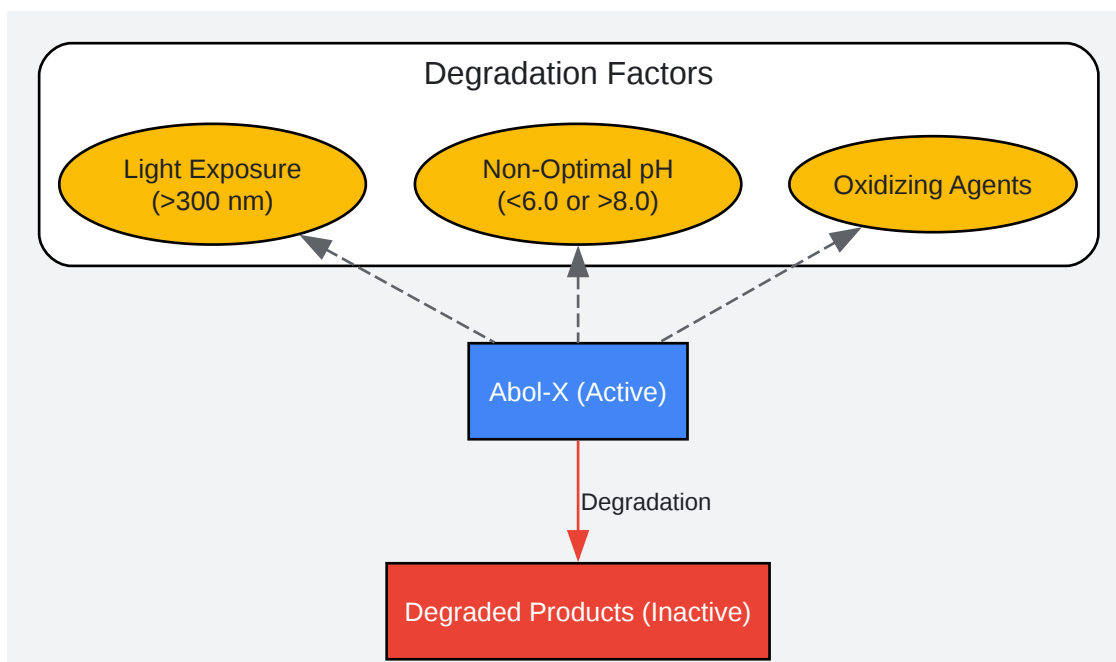 Degradation Factors
Light Exposure
(>300 nm)
Non-Optimal pH
(<6.0 or >8.0)
Oxidizing Agents
Abol-X (Active)
Degradation
Degraded Products (Inactive)